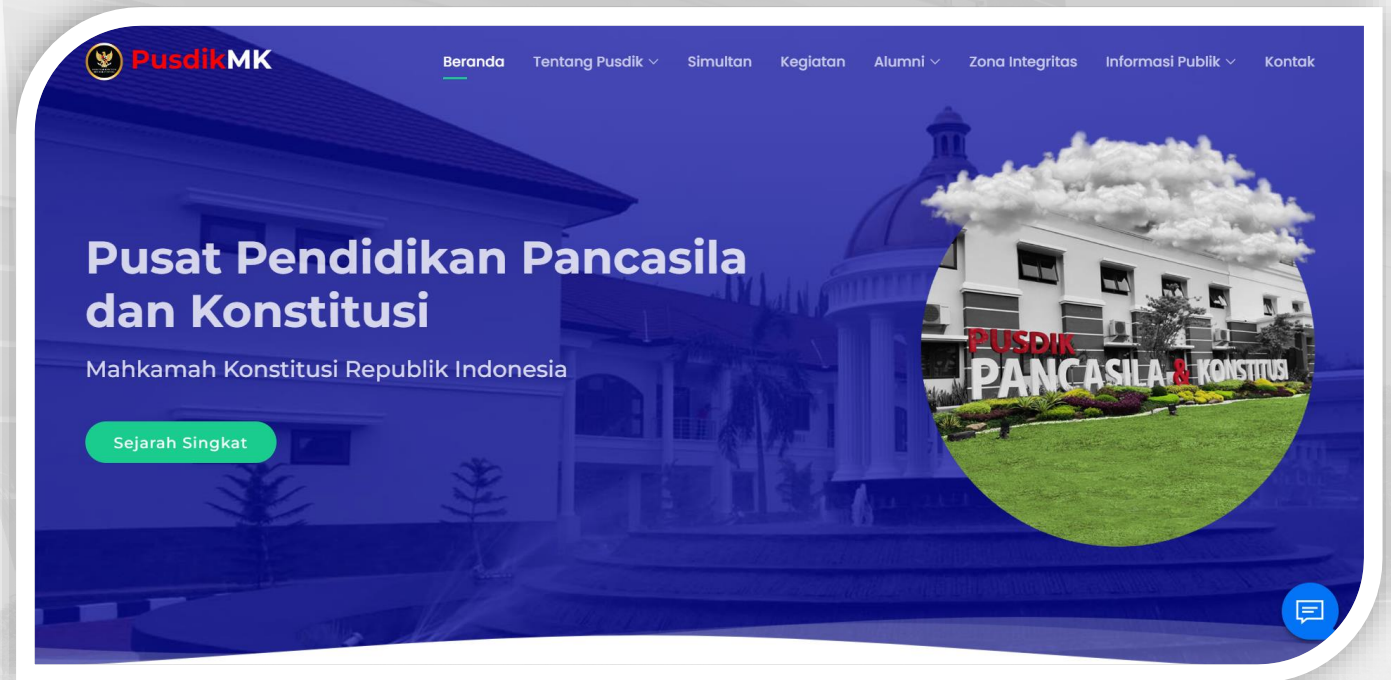 PusdikMK
Beranda Tentang Pusdik Simultan Kegiatan Alumni Zona Integritas Informasi Publik Kontak
Pusat Pendidikan Pancasila
dan Konstitusi
Mahkamah Konstitusi Republik Indonesia
Sejarah Singkat
PUSDIK
PANCASILA & KONSTITUSI